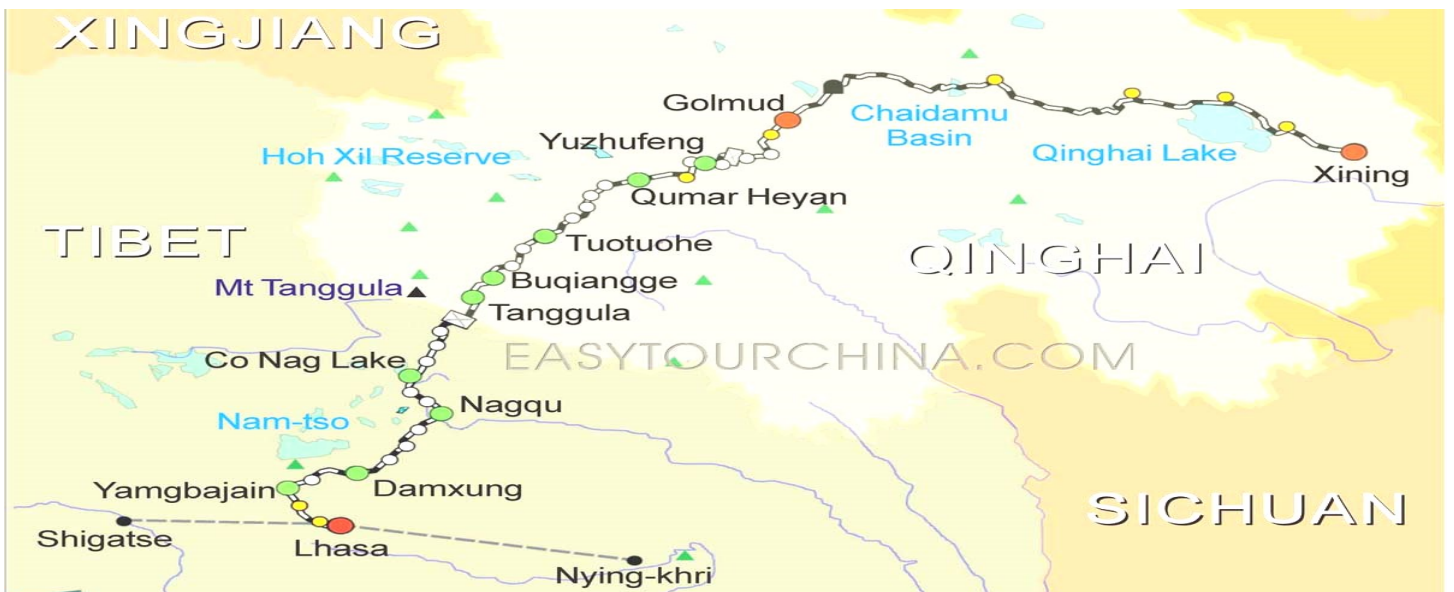 XINGJIANG
Golmud
Chaidamu
Basin
Yuzhufeng
Hoh Xil Reserve
Qinghai Lake
Xining
Qumar Heyan
TIBET
Tuotuohe
QINGHAI
Mt Tanggula
Buqiangge
Tanggula
EASYTOURCHINA.COM
Co Nag Lake
Nagqu
Nam-tso
Yamgbajain
Damxung
SICHUAN
Shigatse
Lhasa
Nying-khri